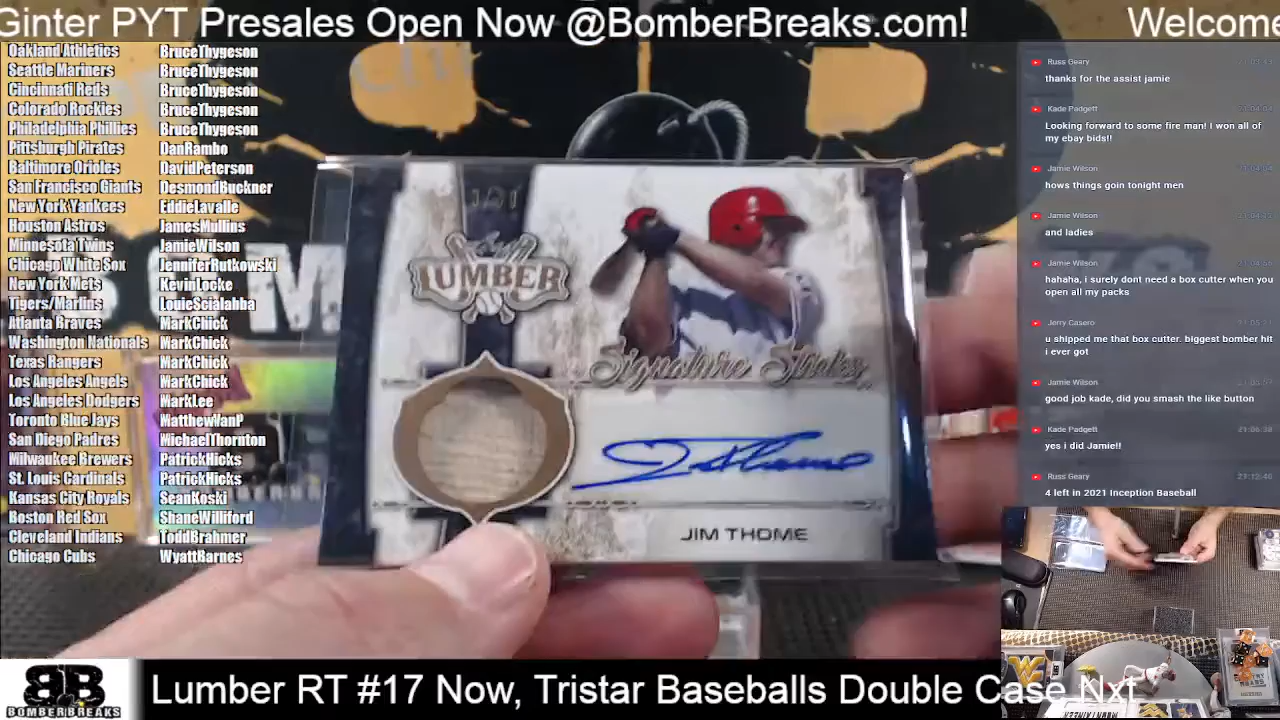 Ginter PYT Presales Open Now @BomberBreaks.com! Welcome
Oakland Athletics BruceThygeson
Seattle Mariners BruceThygeson
Cincinnati Reds BruceThygeson
Colorado Rockies BruceThygeson
Philadelphia Phillies BruceThygeson
Pittsburgh Pirates DanRambo
Baltimore Orioles DavidPeterson
San Francisco Giants DesmondBuckner
New York Yankees EddieLavalle
Houston Astros JamesMullins
Minnesota Twins JamieWilson
Chicago White Sox JenniferRutkowski
New York Mets KevinLocke
Tigers/Marlins LouieScialabba
Atlanta Braves MarkChick
Washington Nationals MarkChick
Texas Rangers MarkChick
Los Angeles Angels MarkChick
Los Angeles Dodgers MarkLee
Toronto Blue Jays MatthewVanP
San Diego Padres MichaelThornton
Milwaukee Brewers PatrickHicks
St. Louis Cardinals PatrickHicks
Kansas City Royals SeanKoski
Boston Red Sox ShaneWilliford
Cleveland Indians ToddBrahmer
Chicago Cubs WyattBarnes
LUMBER
Signature Sticks
Jim Thome
JIM THOME
Russ Geary
thanks for the assist jamie
Kade Padgett
Looking forward to some fire man! I won all of
my ebay bids!!
Jamie Wilson
hows things goin tonight men
Jamie Wilson
and ladies
Jamie Wilson
hahaha, i surely dont need a box cutter when you
open all my packs
Jerry Casero
u shipped me that box cutter. biggest bomber hit
i ever got
Jamie Wilson
good job kade, did you smash the like button
Kade Padgett 21:06:38
yes i did Jamie!!
Russ Geary 21:12:46
4 left in 2021 Inception Baseball
BB
BOMBERBREAKS
Lumber RT #17 Now, Tristar Baseballs Double Case Nxt